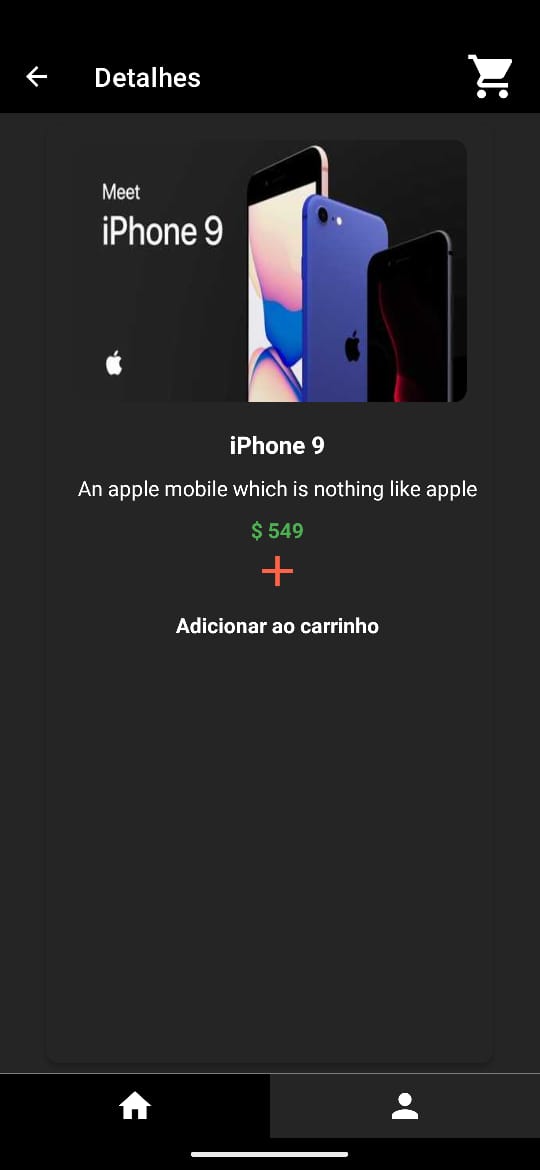 Detalhes
Meet
iPhone 9
iPhone 9
An apple mobile which is nothing like apple
$ 549
Adicionar ao carrinho